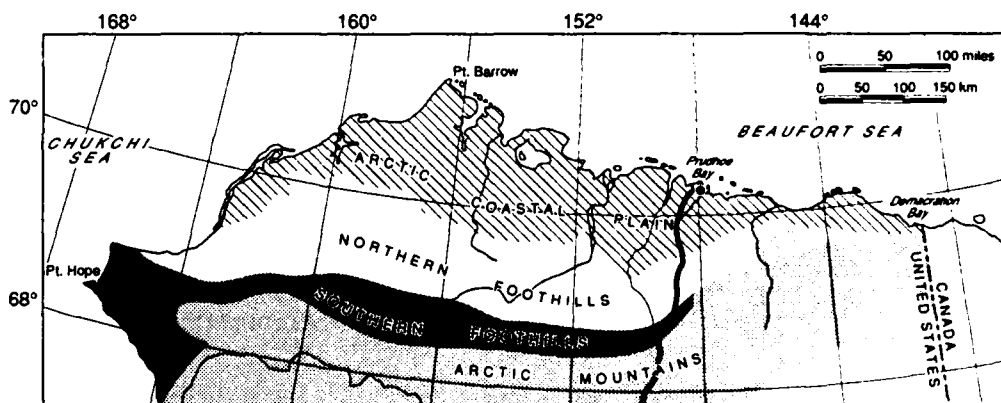 168° 160° 152° 144°
0 50 100 miles
0 50 100 150 km
Pt. Barrow
70°
CHUKCHI
SEA
BEAUFORT SEA
ARCTIC
Prudhoe
Bay
COASTAL PLAIN
Demacration
Bay
NORTHERN
FOOTHILLS
Pt. Hope
68°
SOUTHERN FOOTHILLS
ARCTIC MOUNTAINS
CANADA
UNITED STATES